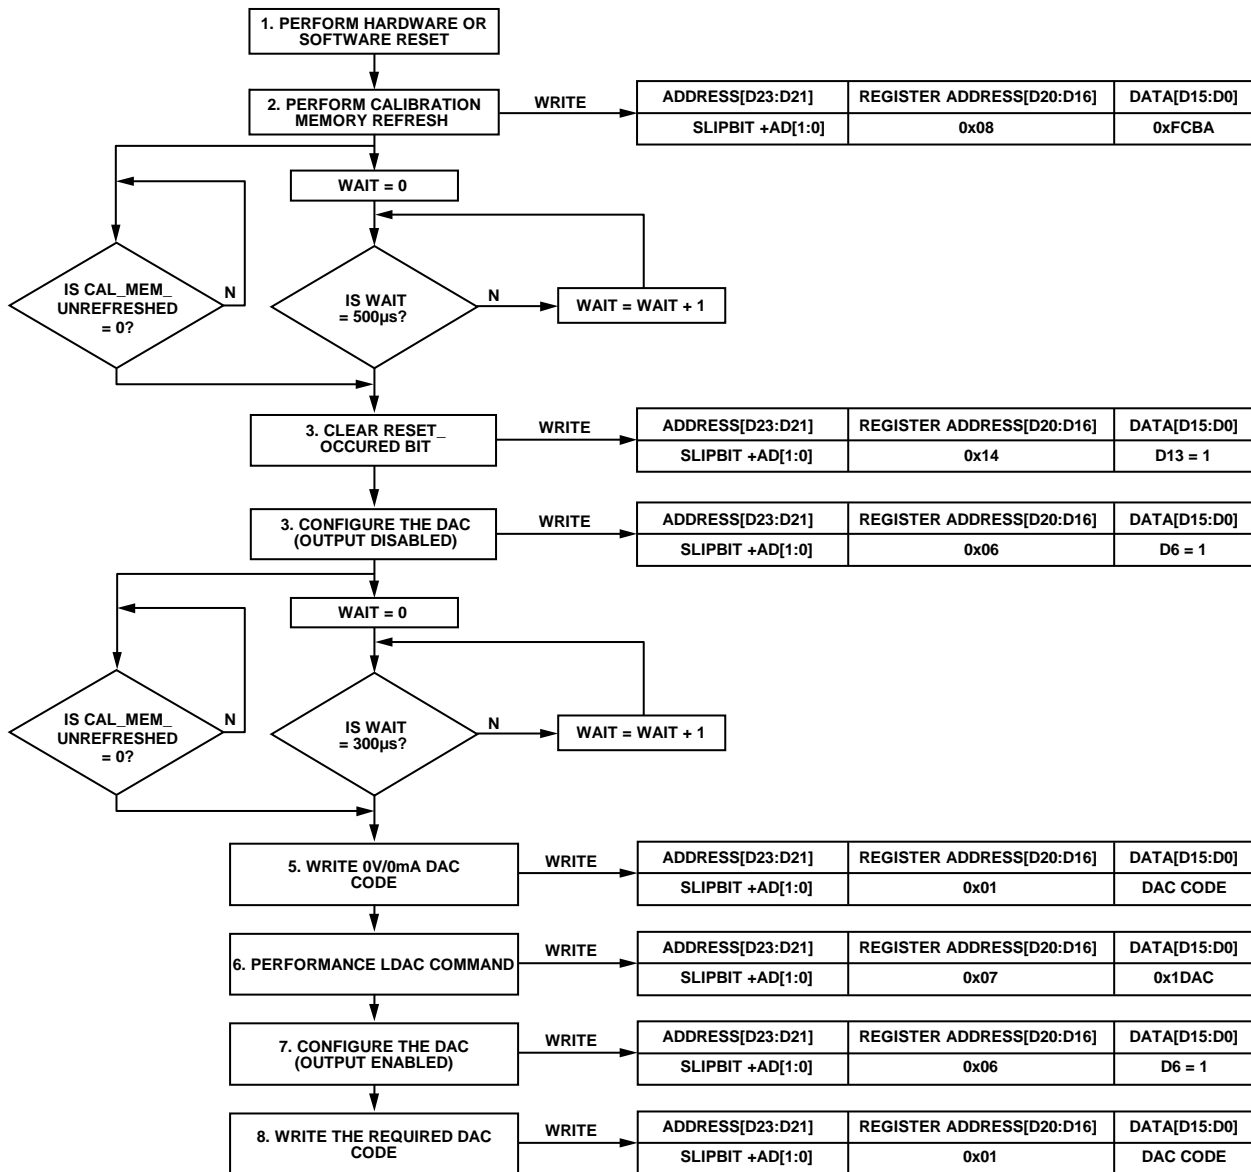 1. PERFORM HARDWARE OR
SOFTWARE RESET
2. PERFORM CALIBRATION
MEMORY REFRESH
WRITE
ADDRESS[D23:D21] REGISTER ADDRESS[D20:D16] DATA[D15:D0]
SLIPBIT +AD[1:0] 0x08 0xFCBA
WAIT = 0
IS CAL_MEM_
UNREFRESHED
= 0?
N
IS WAIT
= 500µs?
N
WAIT = WAIT + 1
3. CLEAR RESET_
OCCURED BIT
WRITE
ADDRESS[D23:D21] REGISTER ADDRESS[D20:D16] DATA[D15:D0]
SLIPBIT +AD[1:0] 0x14 D13 = 1
3. CONFIGURE THE DAC
(OUTPUT DISABLED)
WRITE
ADDRESS[D23:D21] REGISTER ADDRESS[D20:D16] DATA[D15:D0]
SLIPBIT +AD[1:0] 0x06 D6 = 1
WAIT = 0
IS CAL_MEM_
UNREFRESHED
= 0?
N
IS WAIT
= 300µs?
N
WAIT = WAIT + 1
5. WRITE 0V/0mA DAC
CODE
WRITE
ADDRESS[D23:D21] REGISTER ADDRESS[D20:D16] DATA[D15:D0]
SLIPBIT +AD[1:0] 0x01 DAC CODE
6. PERFORMANCE LDAC COMMAND
WRITE
ADDRESS[D23:D21] REGISTER ADDRESS[D20:D16] DATA[D15:D0]
SLIPBIT +AD[1:0] 0x07 0x1DAC
7. CONFIGURE THE DAC
(OUTPUT ENABLED)
WRITE
ADDRESS[D23:D21] REGISTER ADDRESS[D20:D16] DATA[D15:D0]
SLIPBIT +AD[1:0] 0x06 D6 = 1
8. WRITE THE REQUIRED DAC
CODE
WRITE
ADDRESS[D23:D21] REGISTER ADDRESS[D20:D16] DATA[D15:D0]
SLIPBIT +AD[1:0] 0x01 DAC CODE